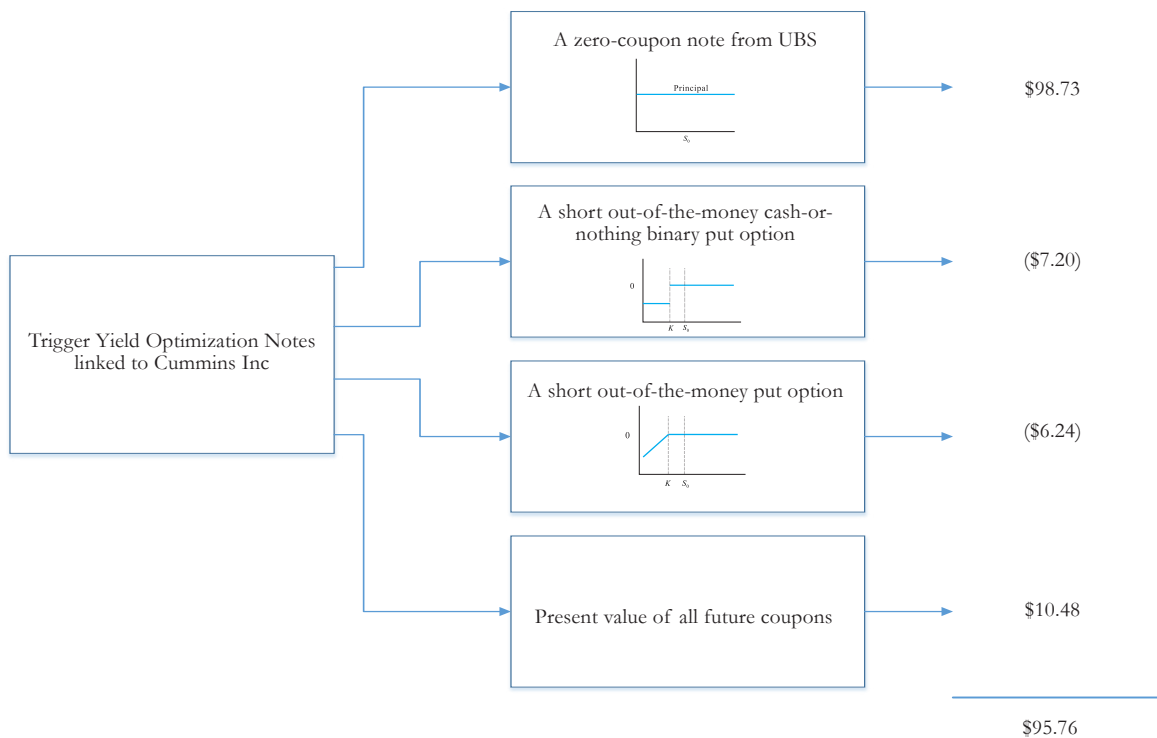 A zero-coupon note from UBS
Principal
S₀
$98.73
A short out-of-the-money cash-or-
nothing binary put option
0
K S₀
($7.20)
Trigger Yield Optimization Notes
linked to Cummins Inc
A short out-of-the-money put option
0
K S₀
($6.24)
Present value of all future coupons
$10.48
$95.76